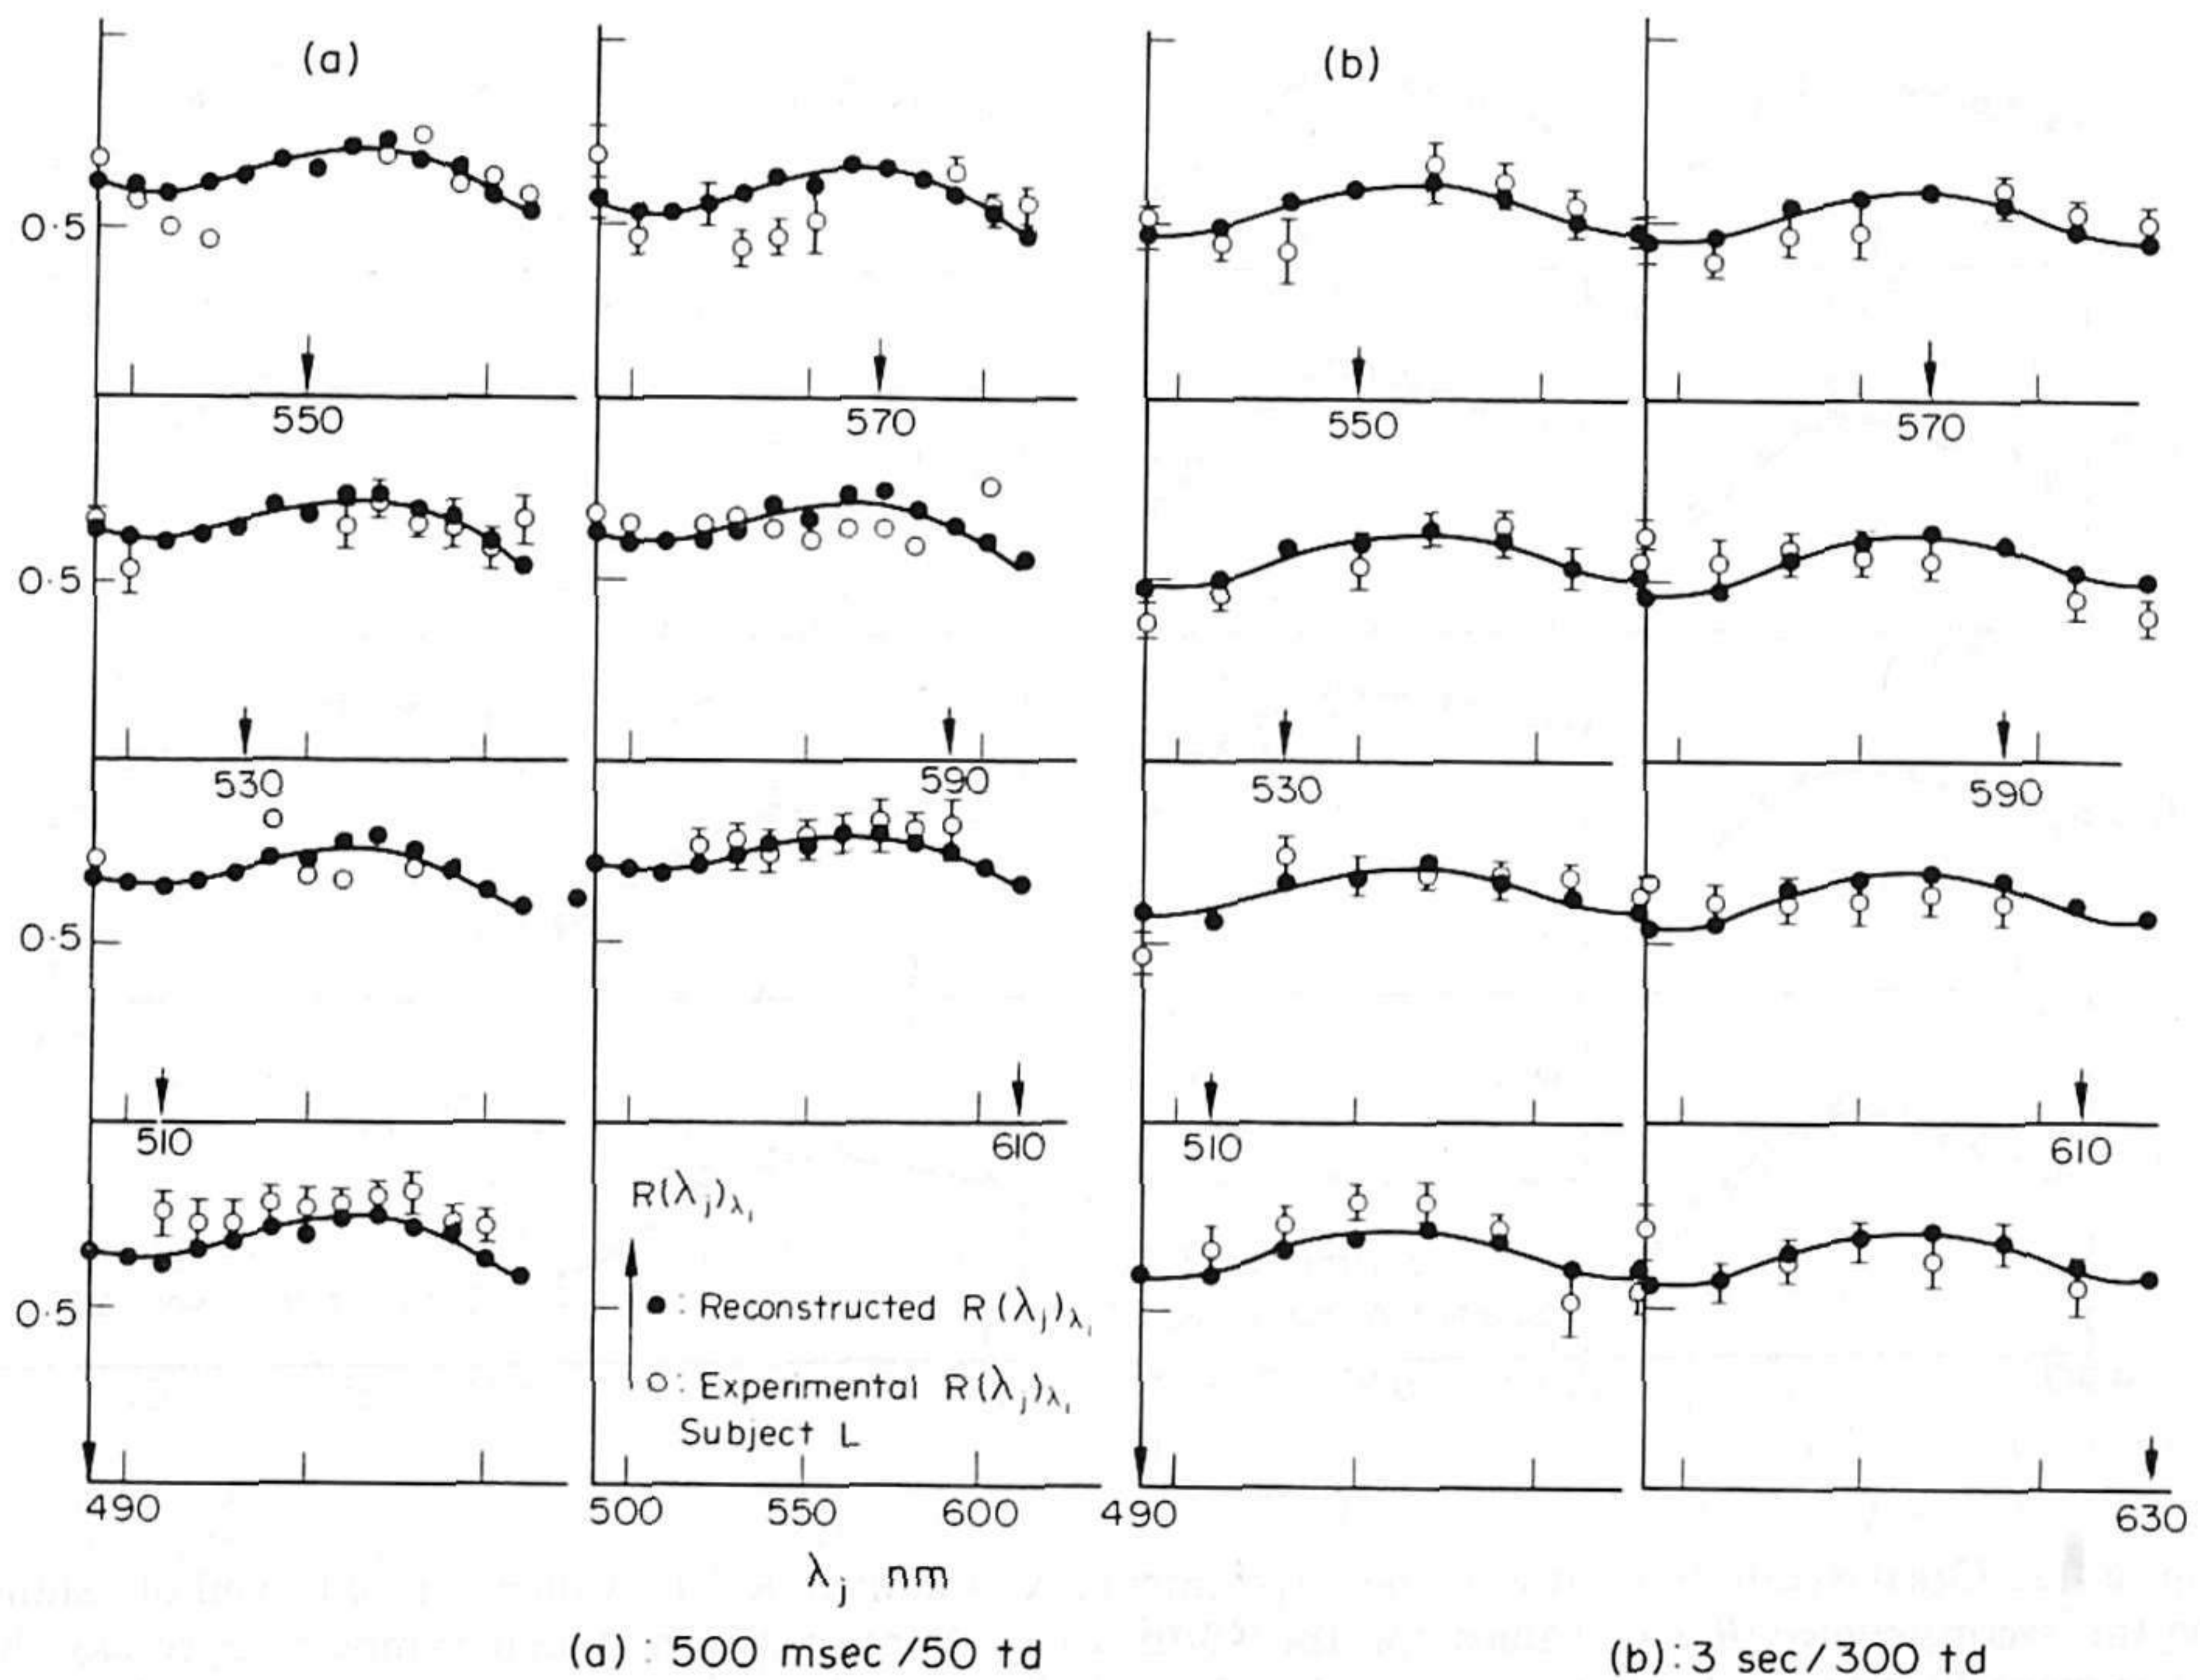 (a) (b)
0·5
550 570 550 570
0·5
530 590 530 590
0·5
510 610 510 610
R(λj)λi
0·5
● : Reconstructed R(λj)λi
○ : Experimental R(λj)λi
Subject L
490 500 550 600 490 630
λj nm
(a) : 500 msec/50 td (b):3 sec/300 td